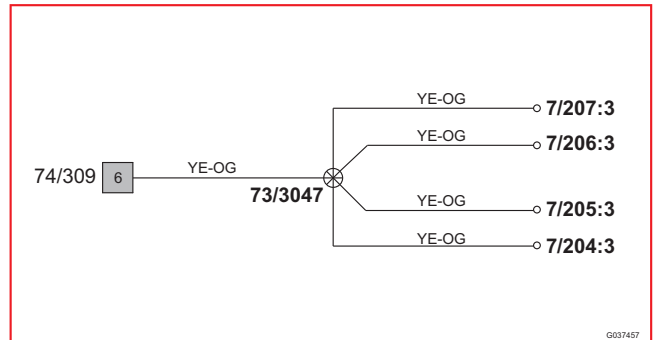 YE-OG 7/207:3
YE-OG 7/206:3
74/309 6 YE-OG
73/3047
YE-OG 7/205:3
YE-OG 7/204:3
G037457